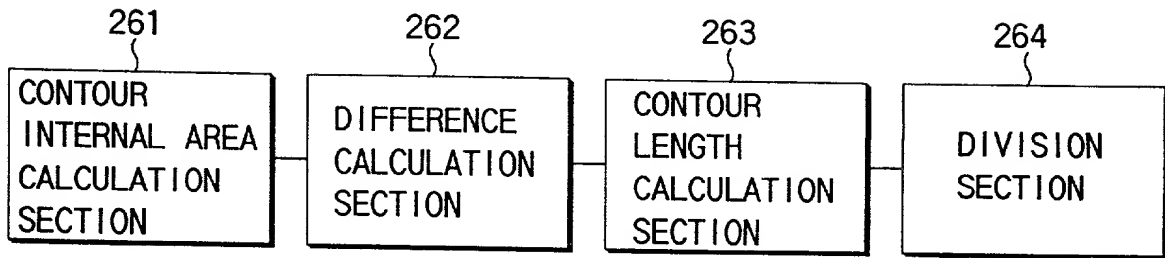 261
262
263
264
CONTOUR
INTERNAL AREA
CALCULATION
SECTION
DIFFERENCE
CALCULATION
SECTION
CONTOUR
LENGTH
CALCULATION
SECTION
DIVISION
SECTION